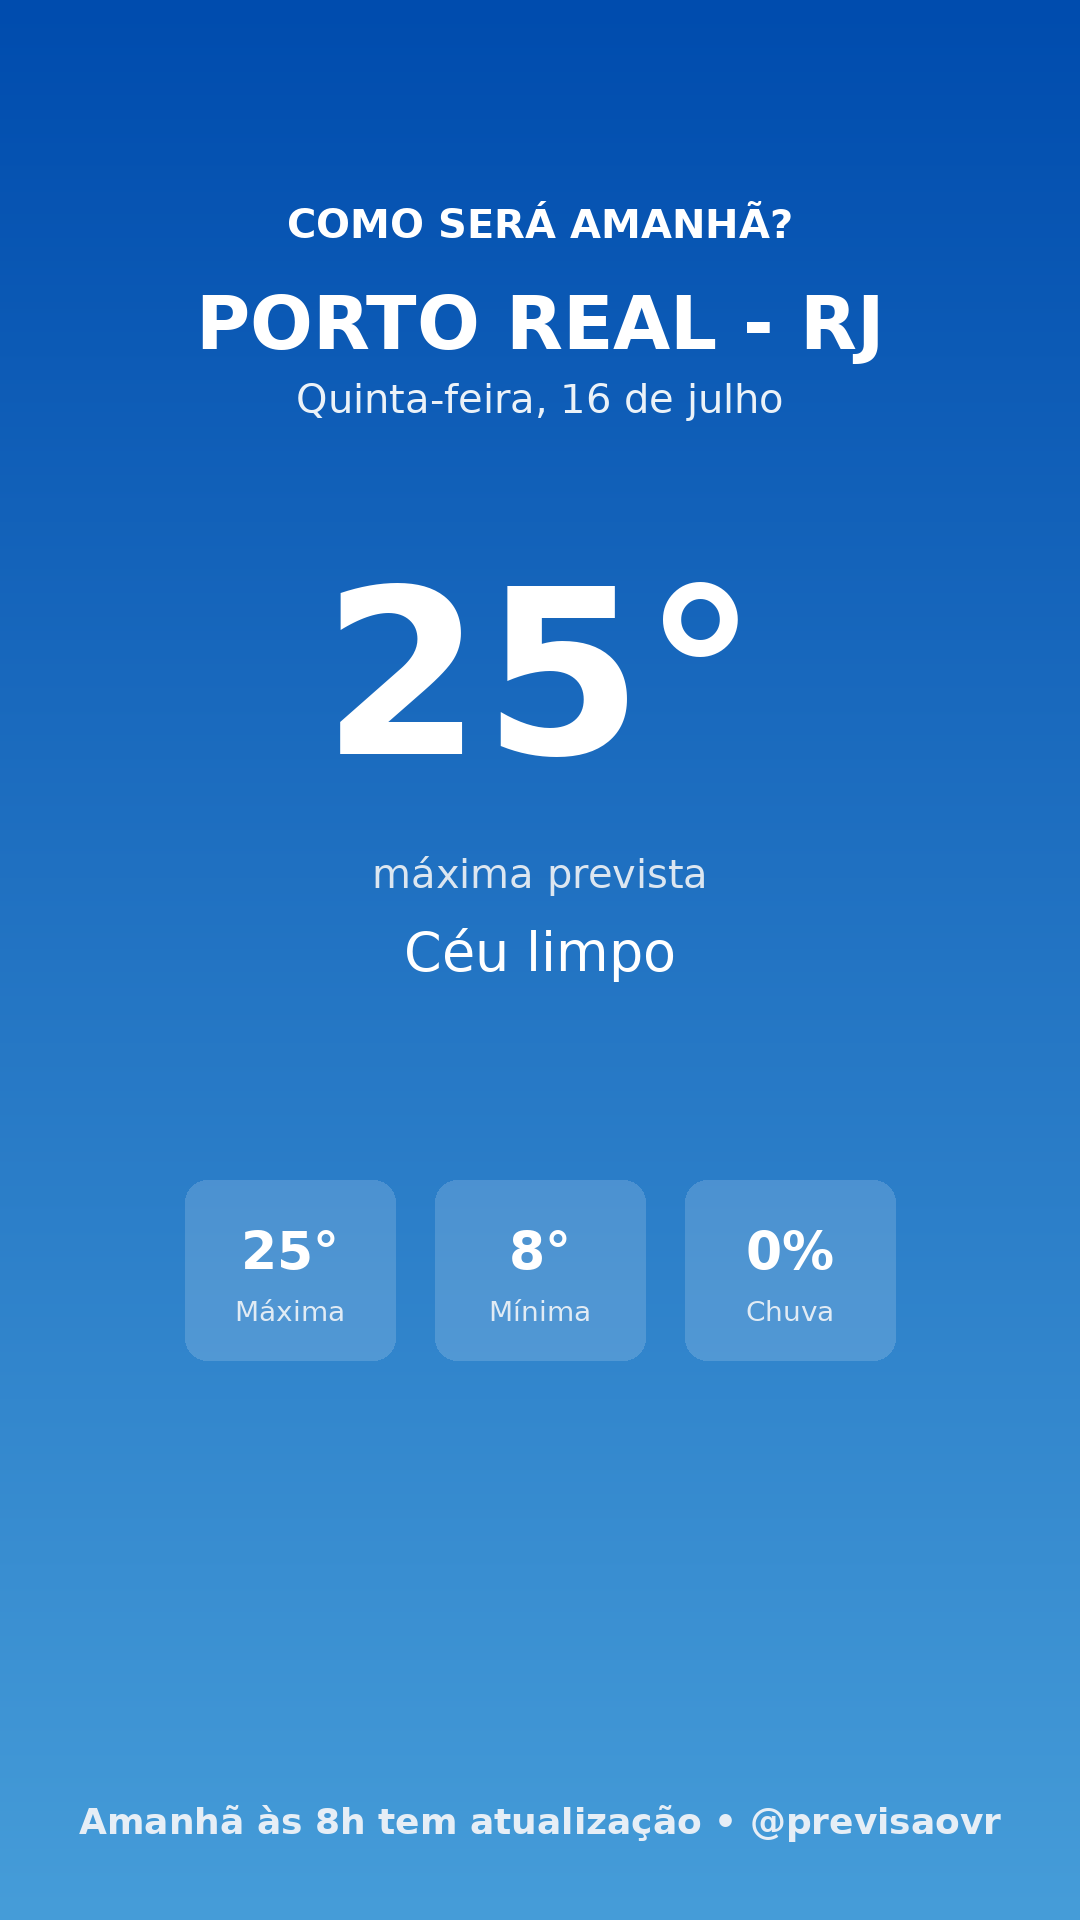 COMO SERÁ AMANHÃ?
PORTO REAL - RJ
Quinta-feira, 16 de julho
25°
máxima prevista
Céu limpo
25° 8° 0%
Máxima Mínima Chuva
Amanhã às 8h tem atualização • @previsaovr